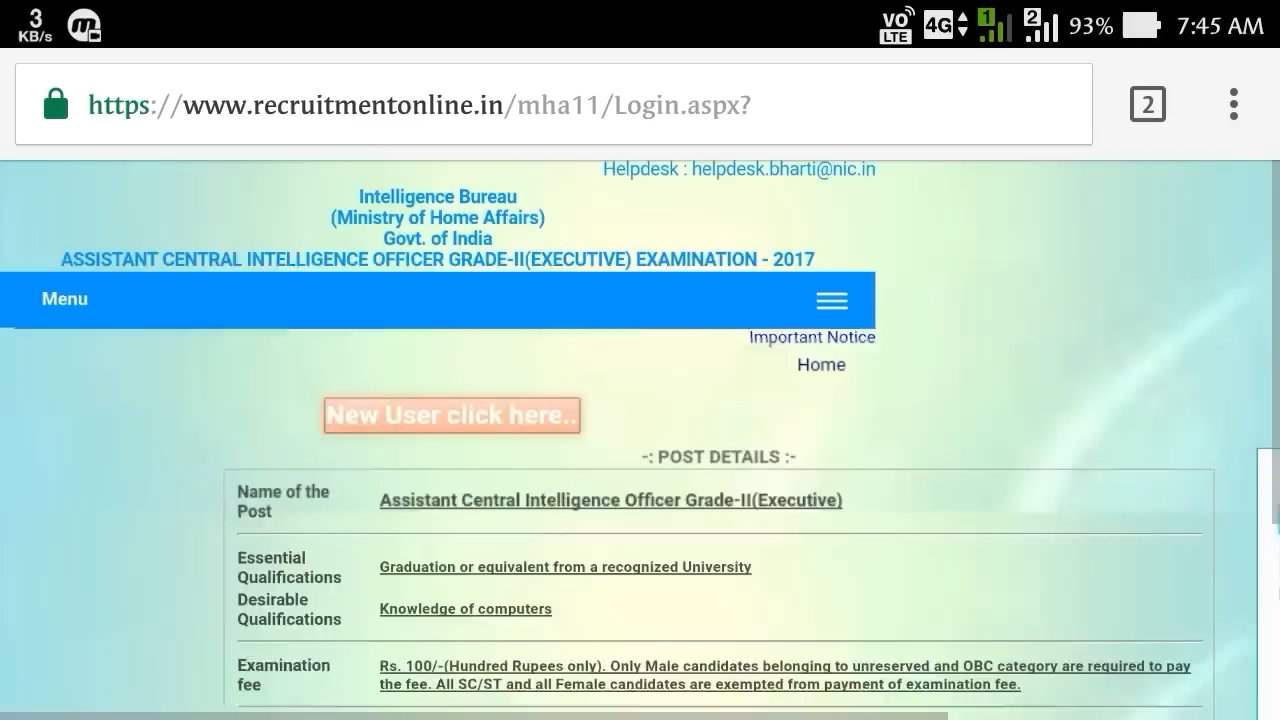 3
KB/s
VO
LTE
4G
1
2
93%
7:45 AM
https://www.recruitmentonline.in/mha11/Login.aspx?
2
Helpdesk : helpdesk.bharti@nic.in
Intelligence Bureau
(Ministry of Home Affairs)
Govt. of India
ASSISTANT CENTRAL INTELLIGENCE OFFICER GRADE-II(EXECUTIVE) EXAMINATION - 2017
Menu
Important Notice
Home
New User click here..
-: POST DETAILS :-
Name of the
Post
Assistant Central Intelligence Officer Grade-II(Executive)
Essential
Qualifications
Graduation or equivalent from a recognized University
Desirable
Qualifications
Knowledge of computers
Examination
fee
Rs. 100/-(Hundred Rupees only). Only Male candidates belonging to unreserved and OBC category are required to pay
the fee. All SC/ST and all Female candidates are exempted from payment of examination fee.